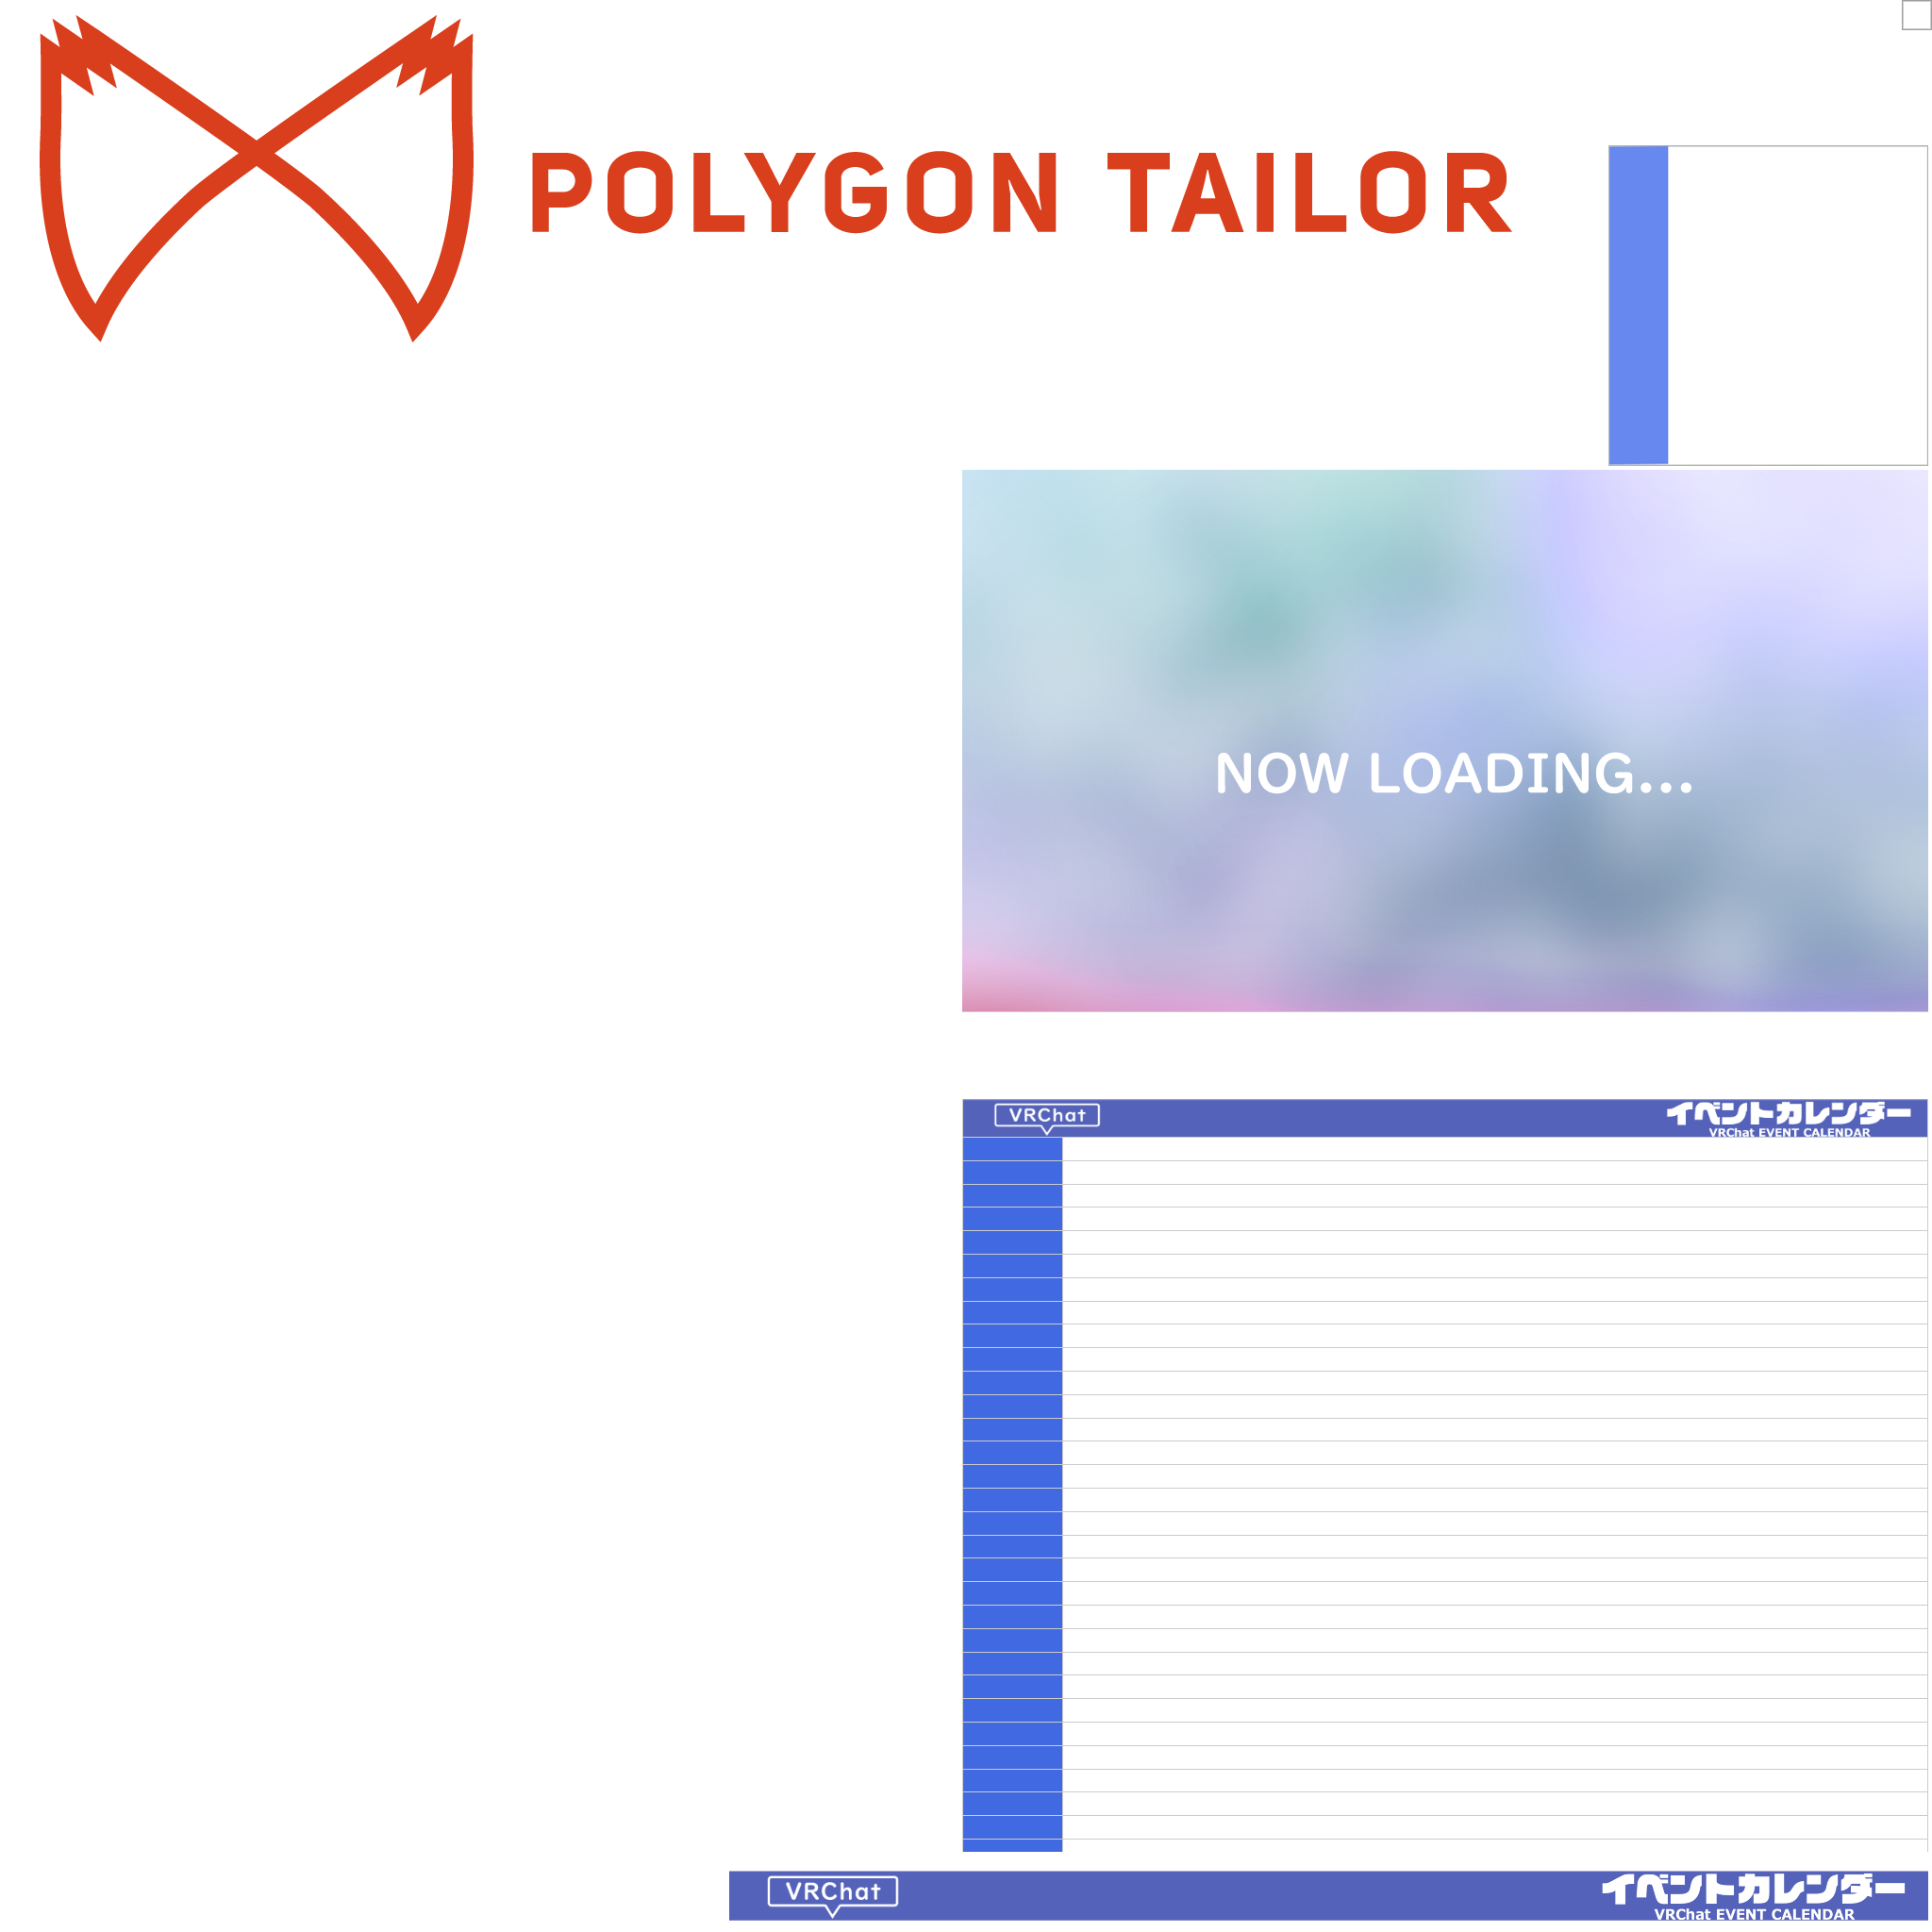 POLYGON TAILOR
NOW LOADING...
VRChat
イベントカレンダー
VRChat EVENT CALENDAR
VRChat
イベントカレンダー
VRChat EVENT CALENDAR